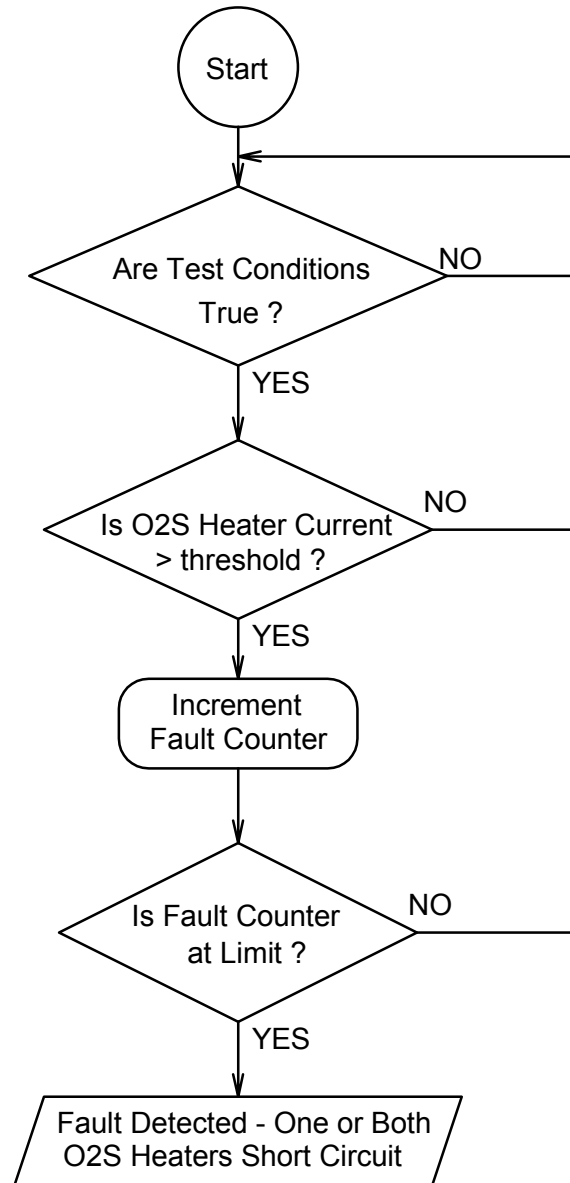 Start
Are Test Conditions
True ?
NO
YES
Is O2S Heater Current
> threshold ?
NO
YES
Increment
Fault Counter
Is Fault Counter
at Limit ?
NO
YES
Fault Detected - One or Both
O2S Heaters Short Circuit